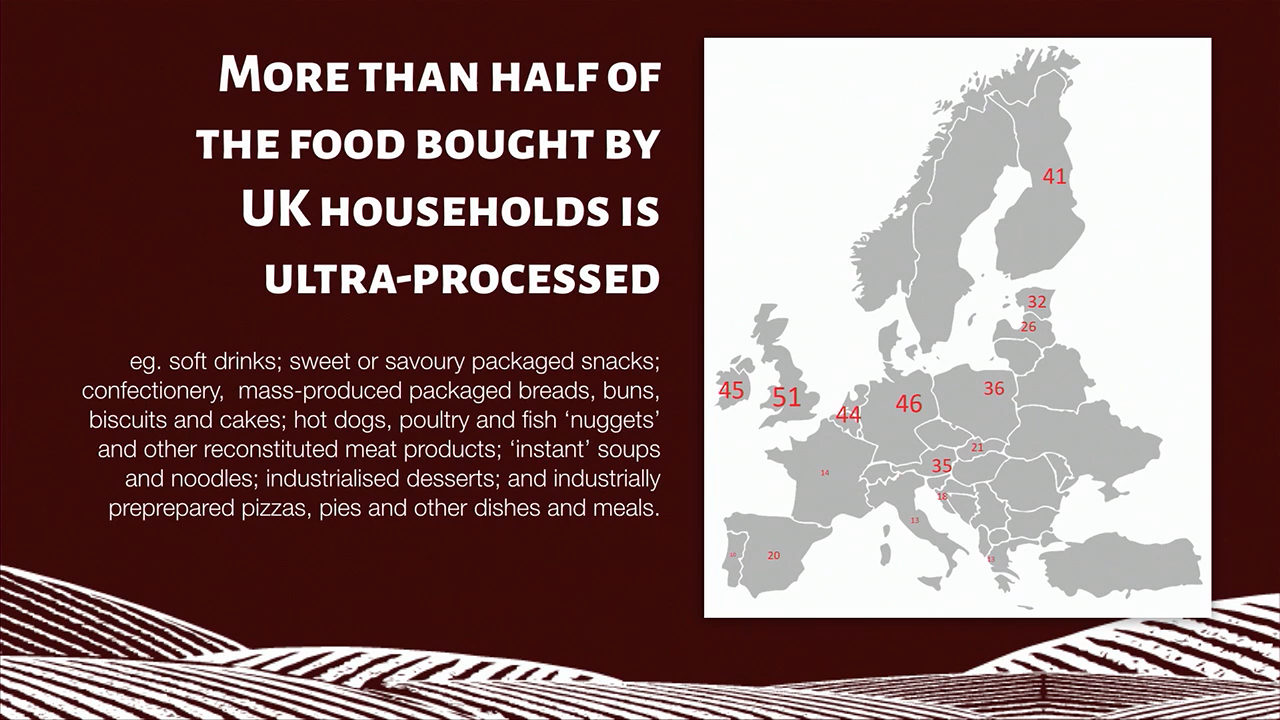 More than half of
the food bought by
UK households is
ultra-processed
eg. soft drinks; sweet or savoury packaged snacks;
confectionery,  mass-produced packaged breads, buns,
biscuits and cakes; hot dogs, poultry and fish ‘nuggets’
and other reconstituted meat products; ‘instant’ soups
and noodles; industrialised desserts; and industrially
preprepared pizzas, pies and other dishes and meals.
41
32
26
45
51
44
46
36
21
35
14
18
13
20
13